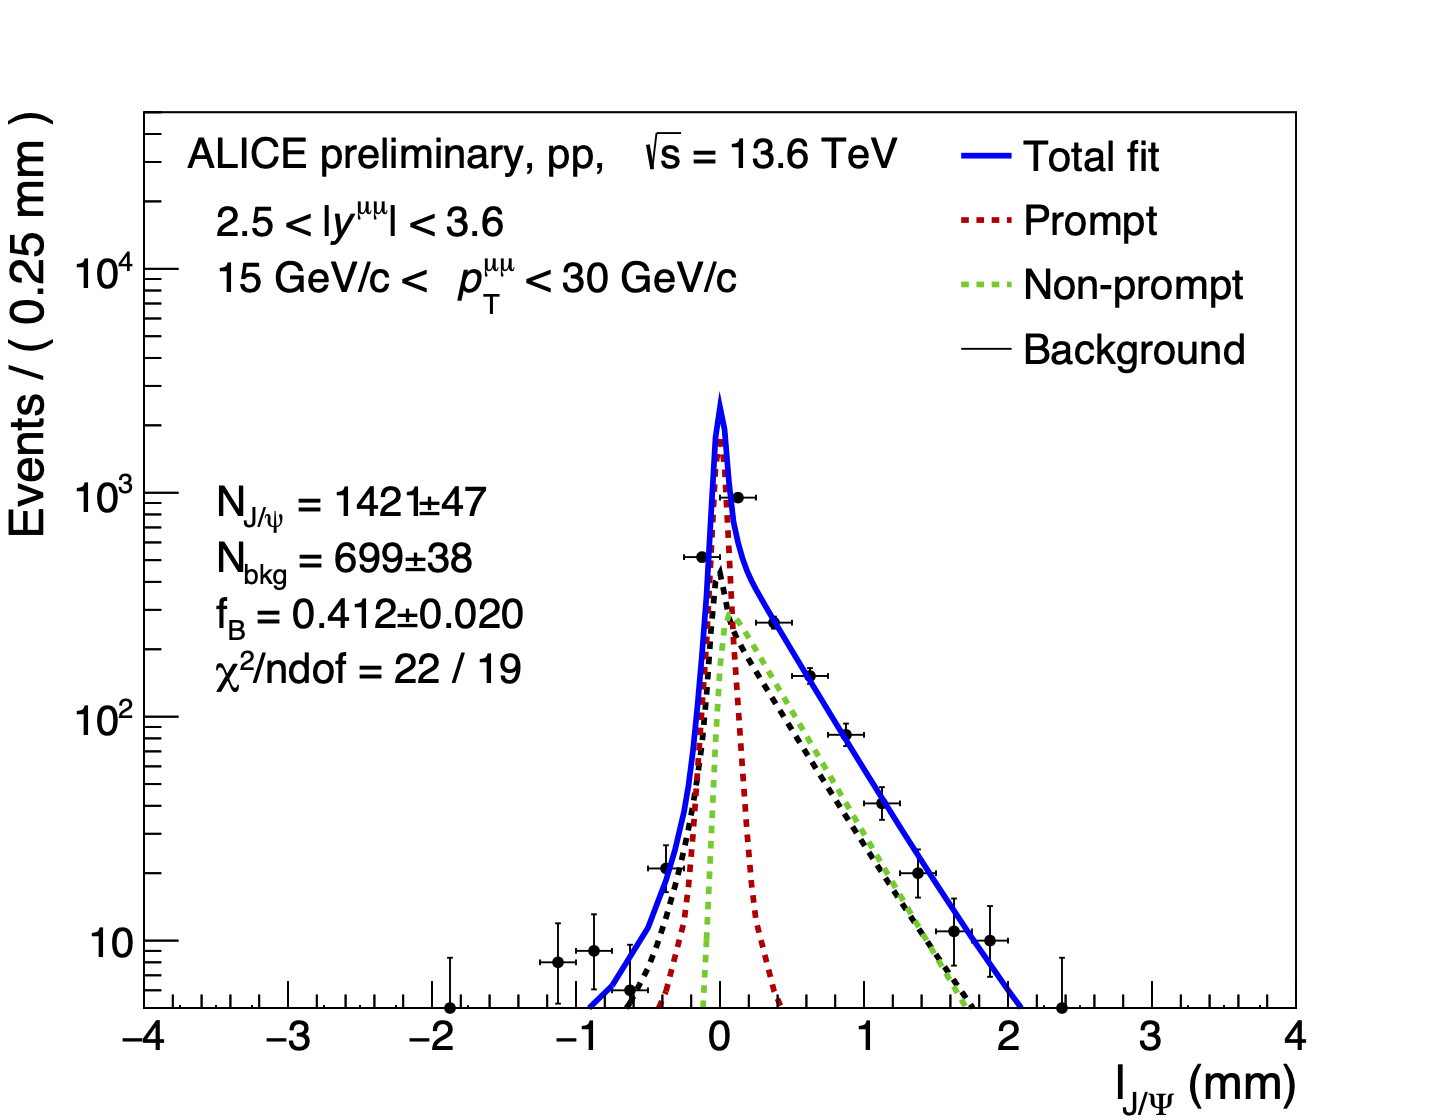 ALICE preliminary, pp, √s = 13.6 TeV
2.5 < |y^μμ| < 3.6
15 GeV/c < p_T^μμ < 30 GeV/c
Total fit
Prompt
Non-prompt
Background
N_J/ψ = 1421±47
N_bkg = 699±38
f_B = 0.412±0.020
χ²/ndof = 22 / 19
Events / ( 0.25 mm )
10⁴
10³
10²
10
−4 −3 −2 −1 0 1 2 3 4
l_J/Ψ (mm)